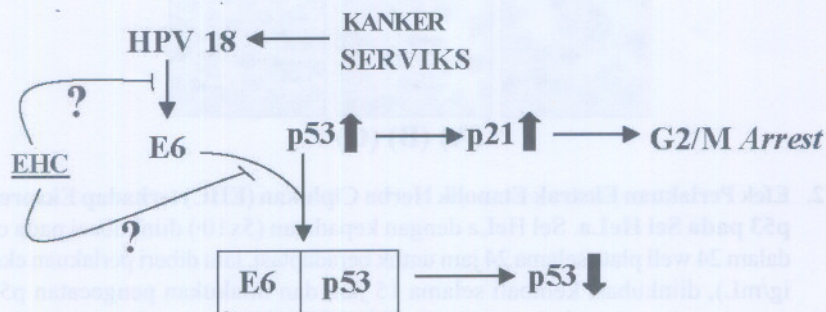 KANKER
HPV 18 SERVIKS
?
E6 p53 p21 G2/M Arrest
EHC
?
E6 p53 p53